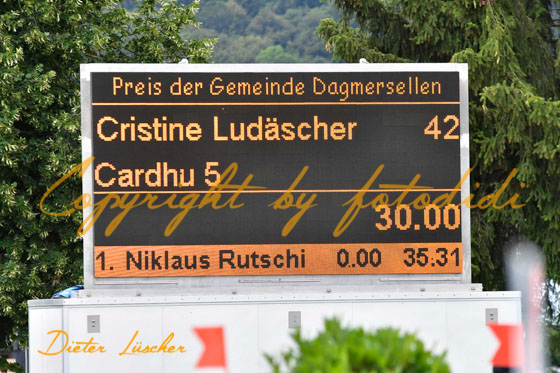 Preis der Gemeinde Dagmersellen
Cristine Ludäscher 42
Cardhu 5
Copyright by fotodidi
30.00
1. Niklaus Rutschi 0.00 35.31
Dieter Lüscher